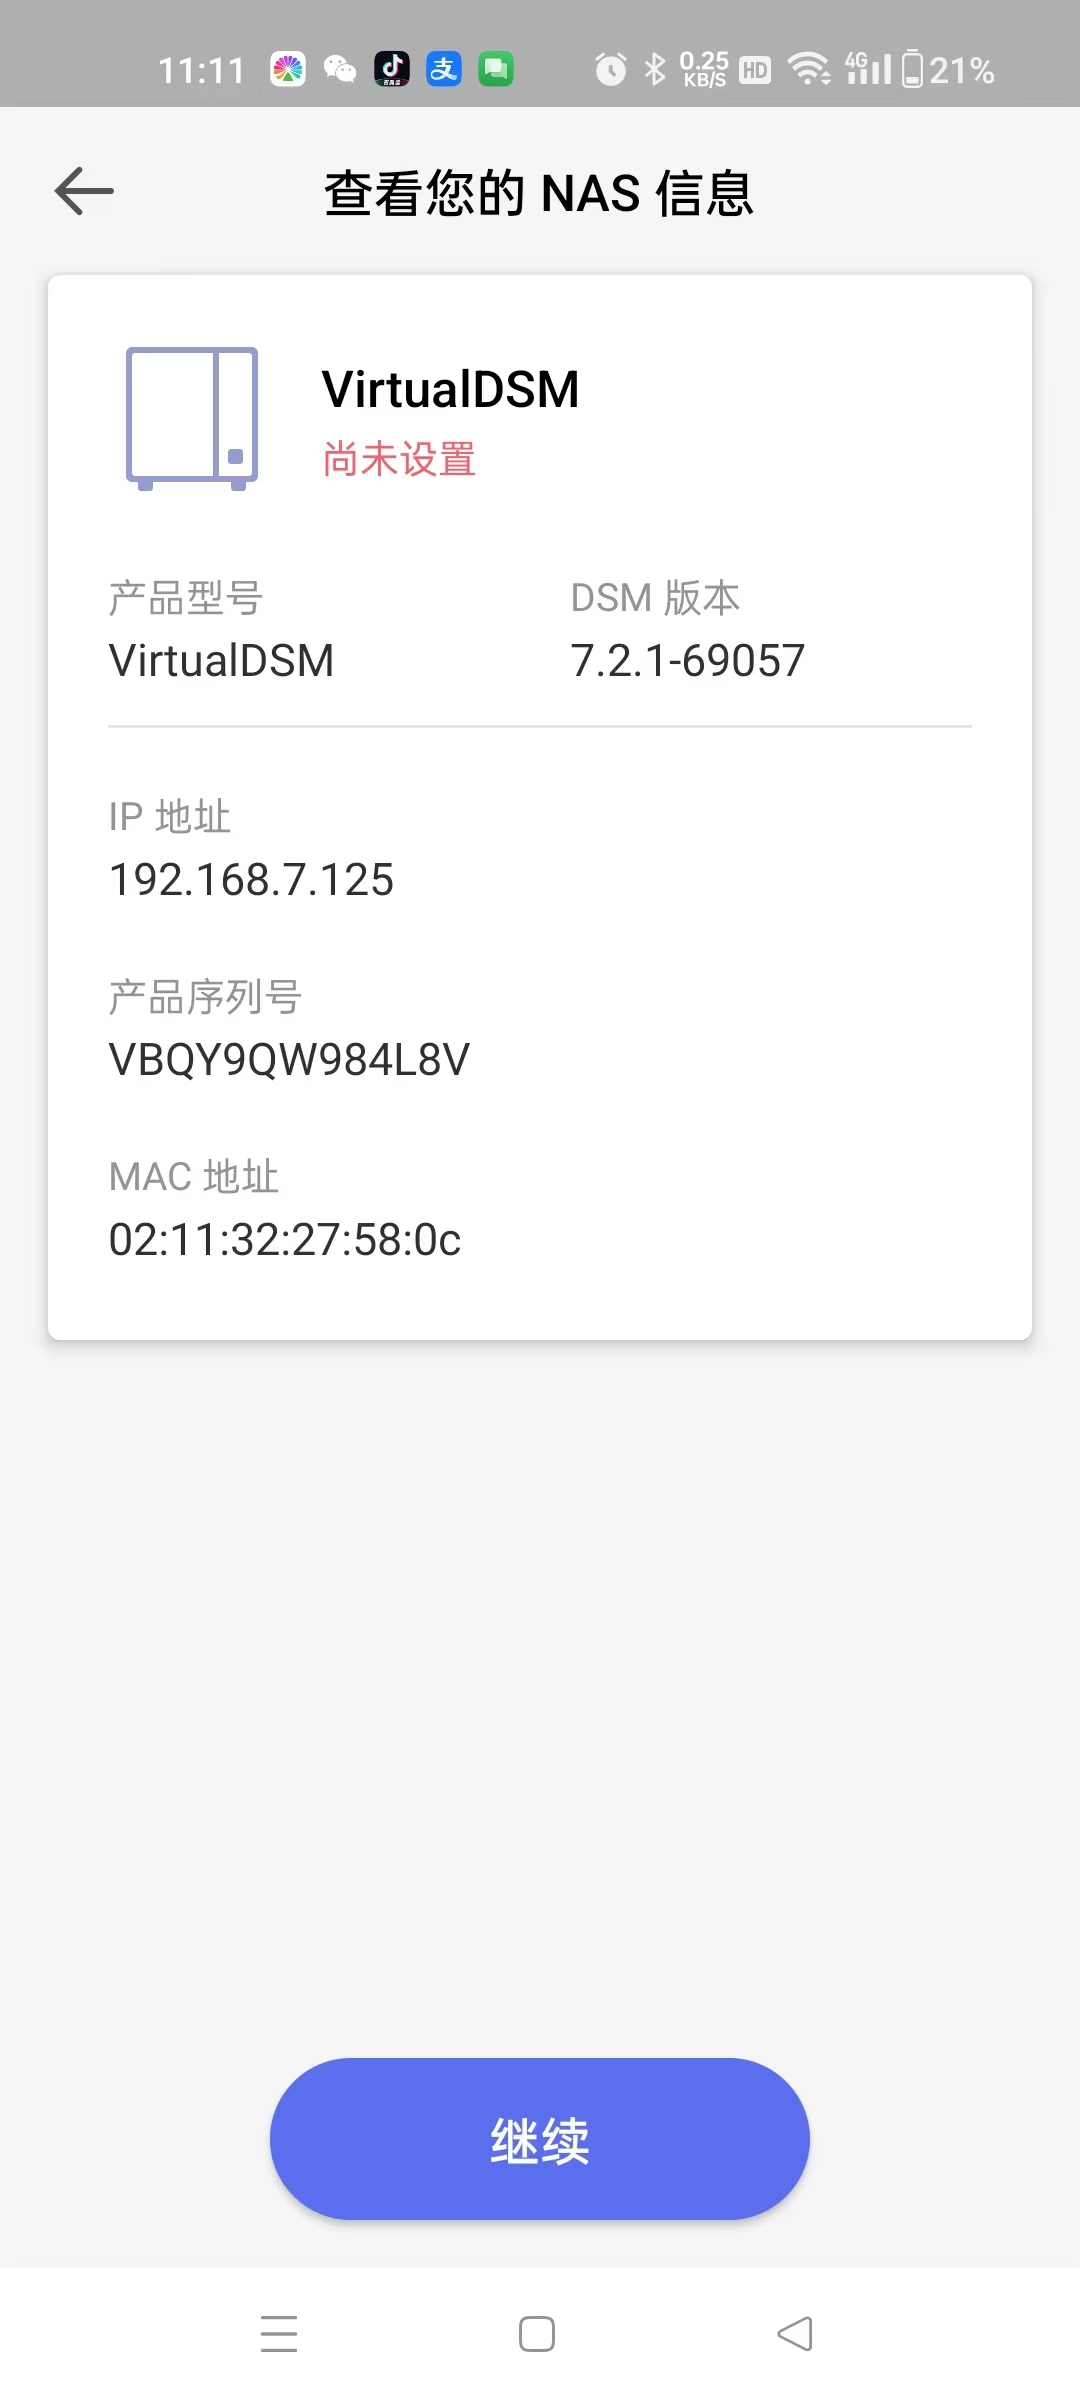 11:11
0.25 KB/S HD 4G 21%
查看您的 NAS 信息
VirtualDSM
尚未设置
产品型号 DSM 版本
VirtualDSM 7.2.1-69057
IP 地址
192.168.7.125
产品序列号
VBQY9QW984L8V
MAC 地址
02:11:32:27:58:0c
继续